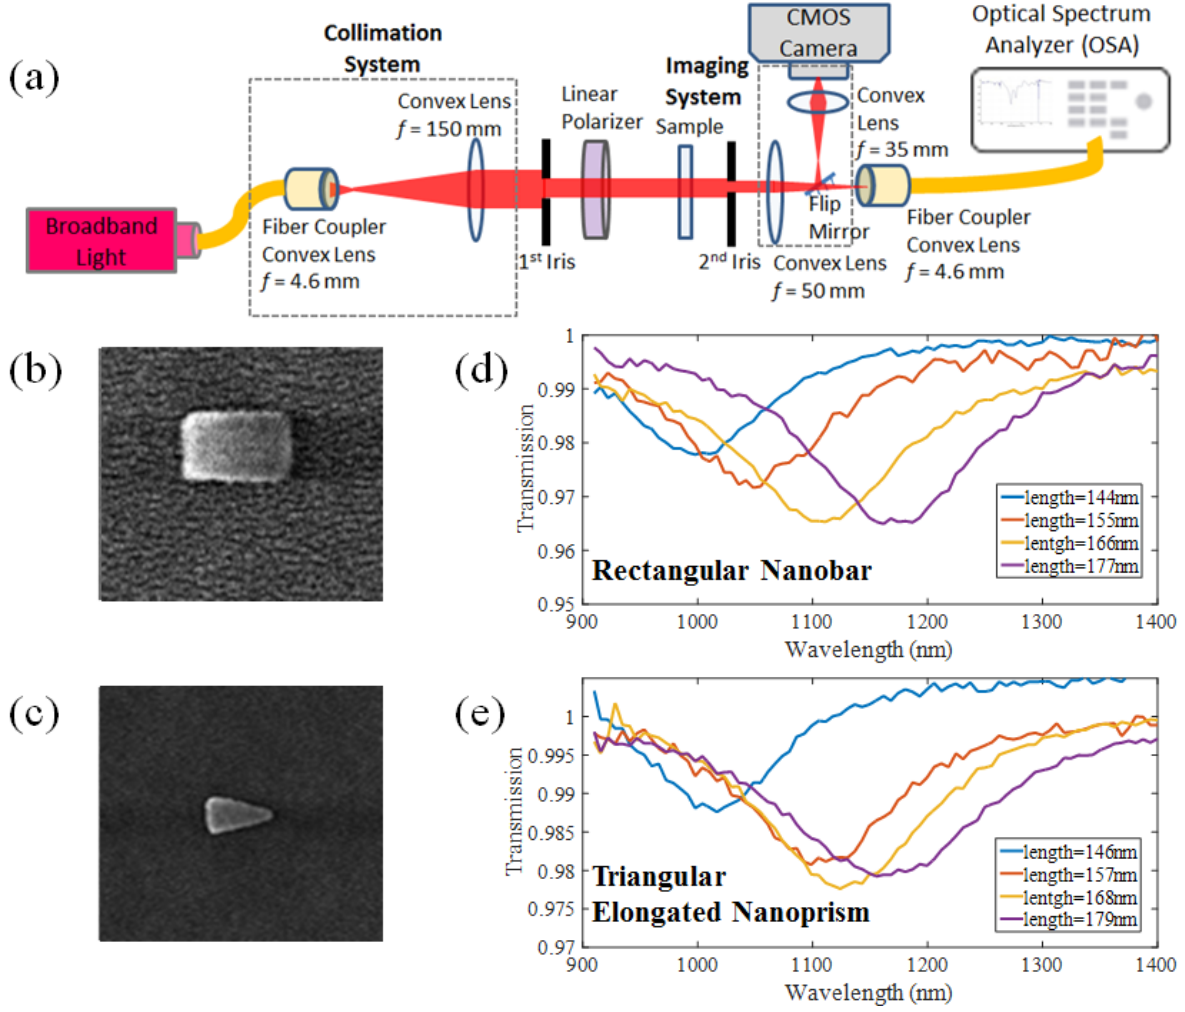 (a)
Collimation
System
Convex Lens
f = 150 mm
Linear
Polarizer
Imaging
System
Sample
CMOS
Camera
Optical Spectrum
Analyzer (OSA)
Convex
Lens
f = 35 mm
Broadband
Light
Fiber Coupler
Convex Lens
f = 4.6 mm
1st Iris
2nd Iris
Flip
Mirror
Convex Lens
f = 50 mm
Fiber Coupler
Convex Lens
f = 4.6 mm
(b)
(c)
(d)
Transmission
1
0.99
0.98
0.97
0.96
0.95
900
1000
1100
1200
1300
1400
Wavelength (nm)
Rectangular Nanobar
length=144nm
length=155nm
lentgh=166nm
length=177nm
(e)
Transmission
1
0.995
0.99
0.985
0.98
0.975
0.97
900
1000
1100
1200
1300
1400
Wavelength (nm)
Triangular
Elongated Nanoprism
length=146nm
length=157nm
lentgh=168nm
length=179nm